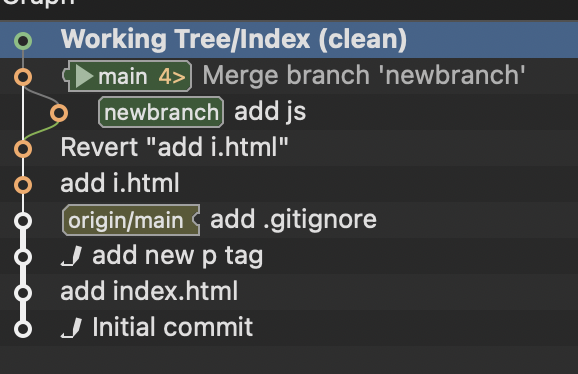 Graph
Working Tree/Index (clean)
main 4> Merge branch 'newbranch'
newbranch add js
Revert "add i.html"
add i.html
origin/main add .gitignore
add new p tag
add index.html
Initial commit